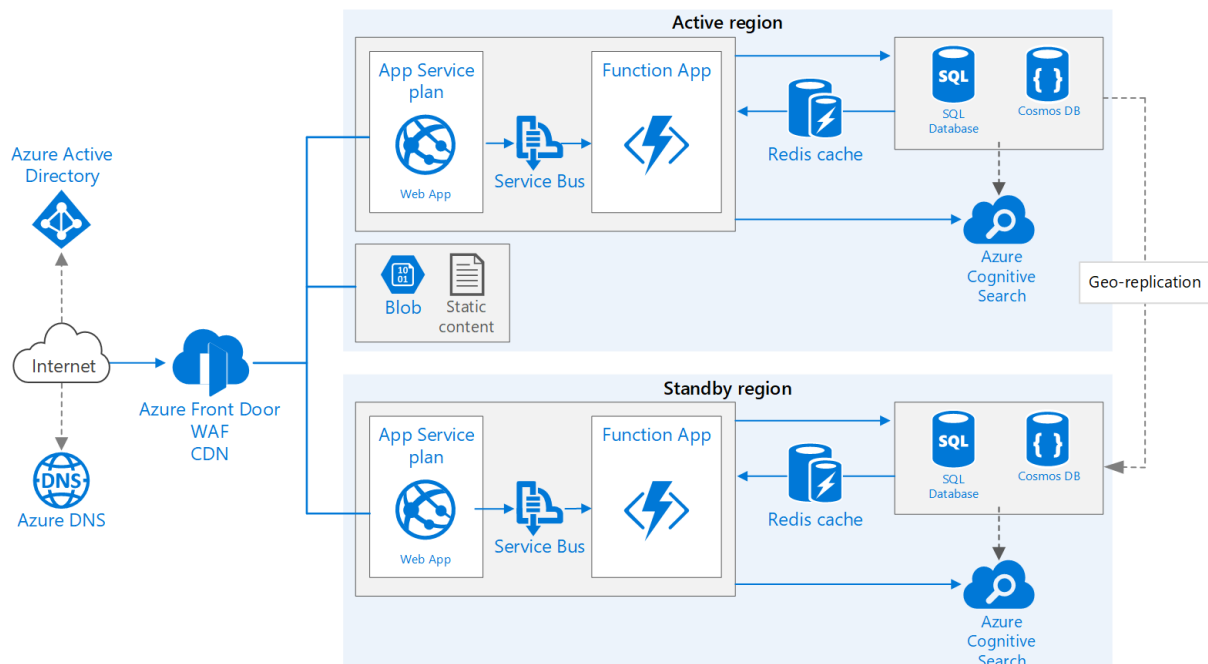 Active region
App Service
plan
Web App
Service Bus
Function App
Redis cache
SQL
SQL
Database
{ }
Cosmos DB
Azure
Cognitive
Search
10
01
Blob
Static
content
Geo-replication
Azure Active
Directory
Internet
DNS
Azure DNS
Azure Front Door
WAF
CDN
Standby region
App Service
plan
Web App
Service Bus
Function App
Redis cache
SQL
SQL
Database
{ }
Cosmos DB
Azure
Cognitive
Search